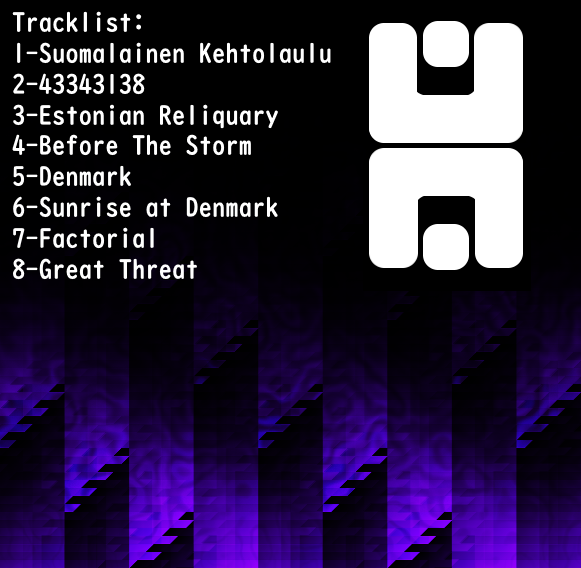 Tracklist:
1-Suomalainen Kehtolaulu
2-43343138
3-Estonian Reliquary
4-Before The Storm
5-Denmark
6-Sunrise at Denmark
7-Factorial
8-Great Threat